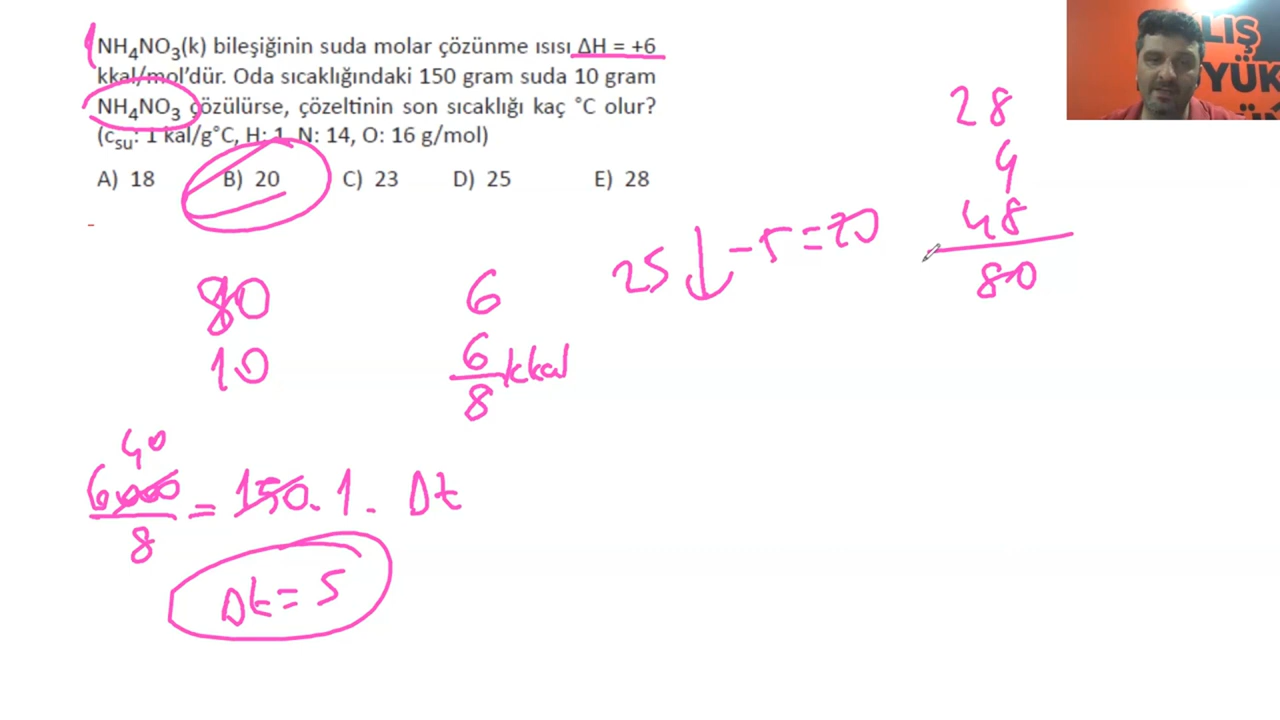 NH₄NO₃(k) bileşiğinin suda molar çözünme ısısı ΔH = +6
kkal/mol'dür. Oda sıcaklığındaki 150 gram suda 10 gram
NH₄NO₃ çözülürse, çözeltinin son sıcaklığı kaç °C olur?
(c_su: 1 kal/g°C, H: 1, N: 14, O: 16 g/mol)
A) 18 B) 20 C) 23 D) 25 E) 28
28
4
48
80
25 ↓ -5 = 20
80 6
10 6/8 kkal
40
6000/8 = 150 . 1 . Δt
Δt = 5
LIŞ
YÜK